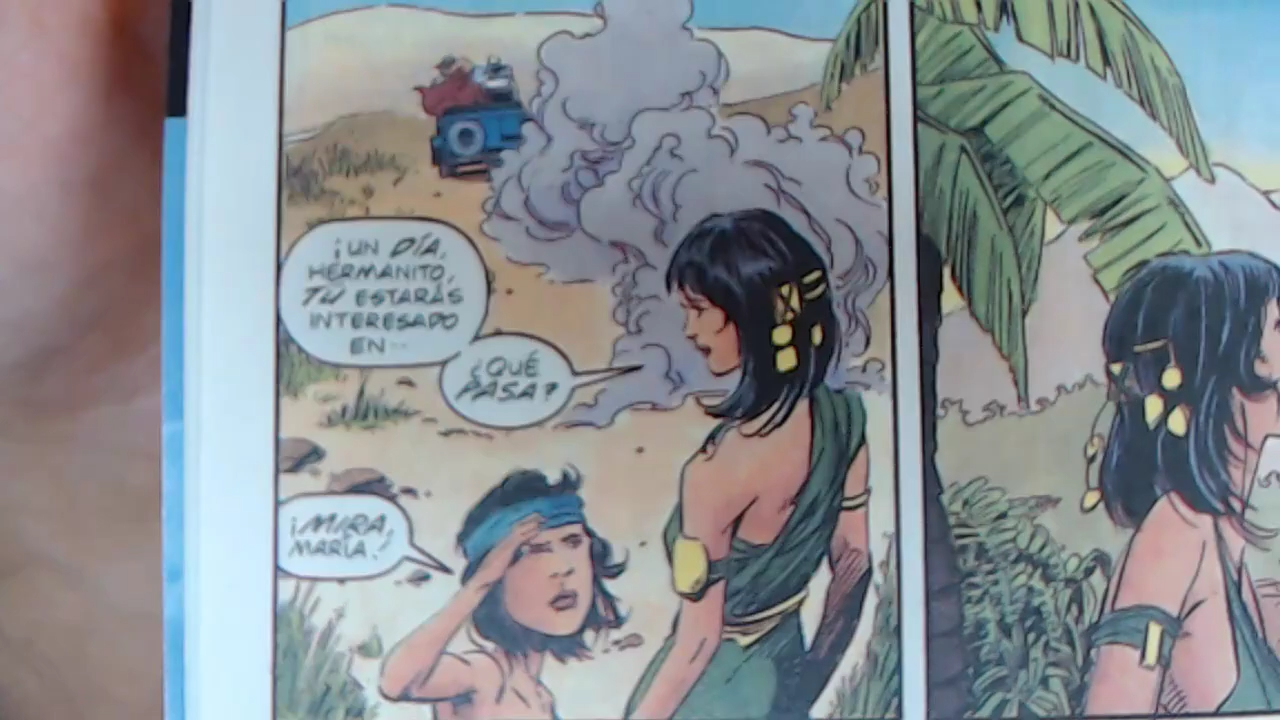 ¡UN DÍA,
HERMANITO,
TÚ ESTARÁS
INTERESADO
EN--
¿QUÉ
PASA?
¡MIRA,
MARÍA!